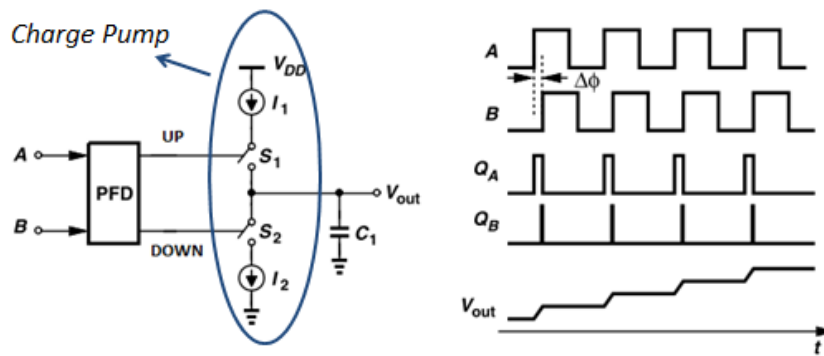 Charge Pump
V_DD
I_1
UP
A
S_1
PFD
V_out
B
S_2
C_1
DOWN
I_2
A
Δϕ
B
Q_A
Q_B
V_out
t